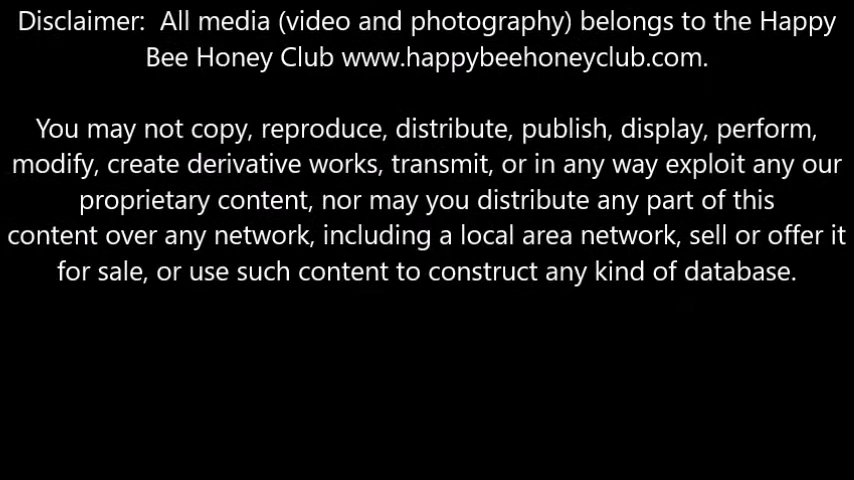 Disclaimer:  All media (video and photography) belongs to the Happy
Bee Honey Club www.happybeehoneyclub.com.
You may not copy, reproduce, distribute, publish, display, perform,
modify, create derivative works, transmit, or in any way exploit any our
proprietary content, nor may you distribute any part of this
content over any network, including a local area network, sell or offer it
for sale, or use such content to construct any kind of database.